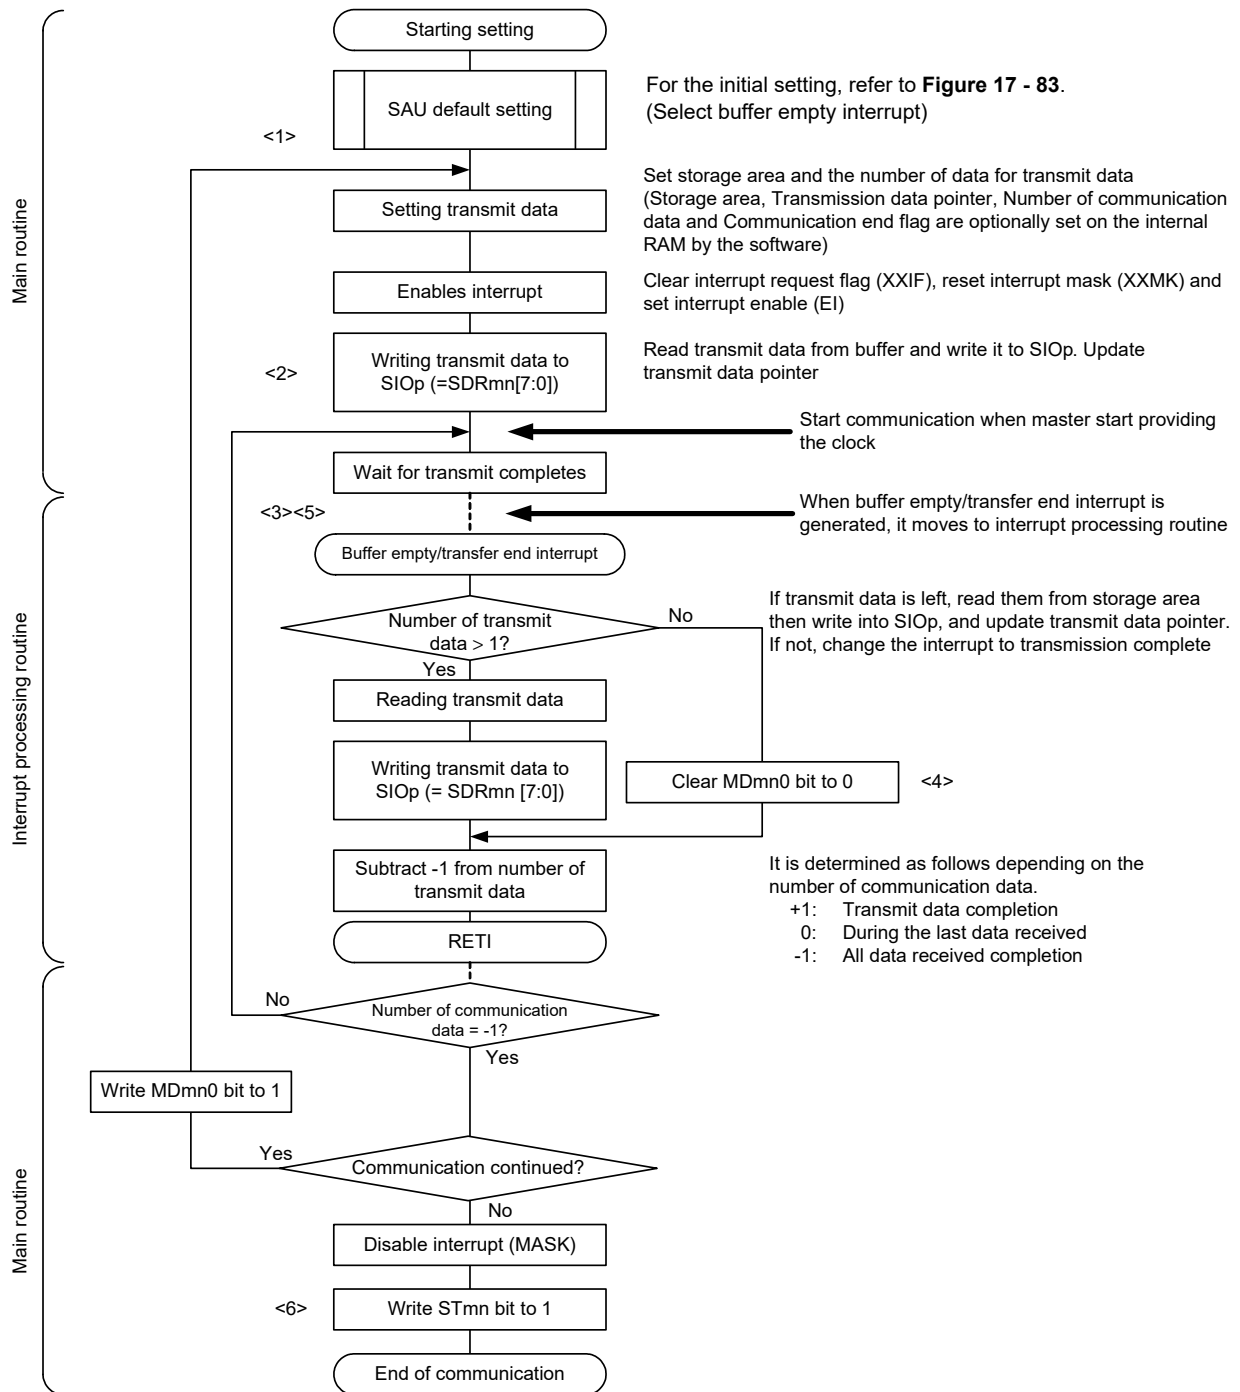 Main routine
Starting setting
SAU default setting
For the initial setting, refer to Figure 17 - 83.
(Select buffer empty interrupt)
<1>
Setting transmit data
Set storage area and the number of data for transmit data
(Storage area, Transmission data pointer, Number of communication
data and Communication end flag are optionally set on the internal
RAM by the software)
Enables interrupt
Clear interrupt request flag (XXIF), reset interrupt mask (XXMK) and
set interrupt enable (EI)
<2>
Writing transmit data to
SIOp (=SDRmn[7:0])
Read transmit data from buffer and write it to SIOp. Update
transmit data pointer
Start communication when master start providing
the clock
Wait for transmit completes
Interrupt processing routine
<3><5>
When buffer empty/transfer end interrupt is
generated, it moves to interrupt processing routine
Buffer empty/transfer end interrupt
Number of transmit
data > 1?
No
Yes
If transmit data is left, read them from storage area
then write into SIOp, and update transmit data pointer.
If not, change the interrupt to transmission complete
Reading transmit data
Writing transmit data to
SIOp (= SDRmn [7:0])
Clear MDmn0 bit to 0
<4>
Subtract -1 from number of
transmit data
It is determined as follows depending on the
number of communication data.
+1: Transmit data completion
0: During the last data received
-1: All data received completion
RETI
Main routine
No
Number of communication
data = -1?
Yes
Write MDmn0 bit to 1
Yes
Communication continued?
No
Disable interrupt (MASK)
<6>
Write STmn bit to 1
End of communication